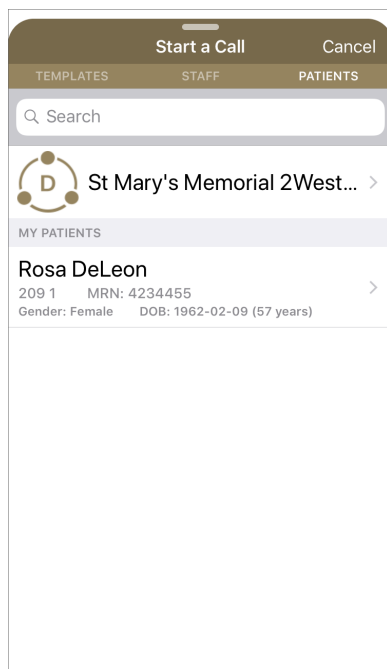 Start a Call Cancel
TEMPLATES STAFF PATIENTS
Search
D St Mary's Memorial 2West...
MY PATIENTS
Rosa DeLeon
209 1 MRN: 4234455
Gender: Female DOB: 1962-02-09 (57 years)